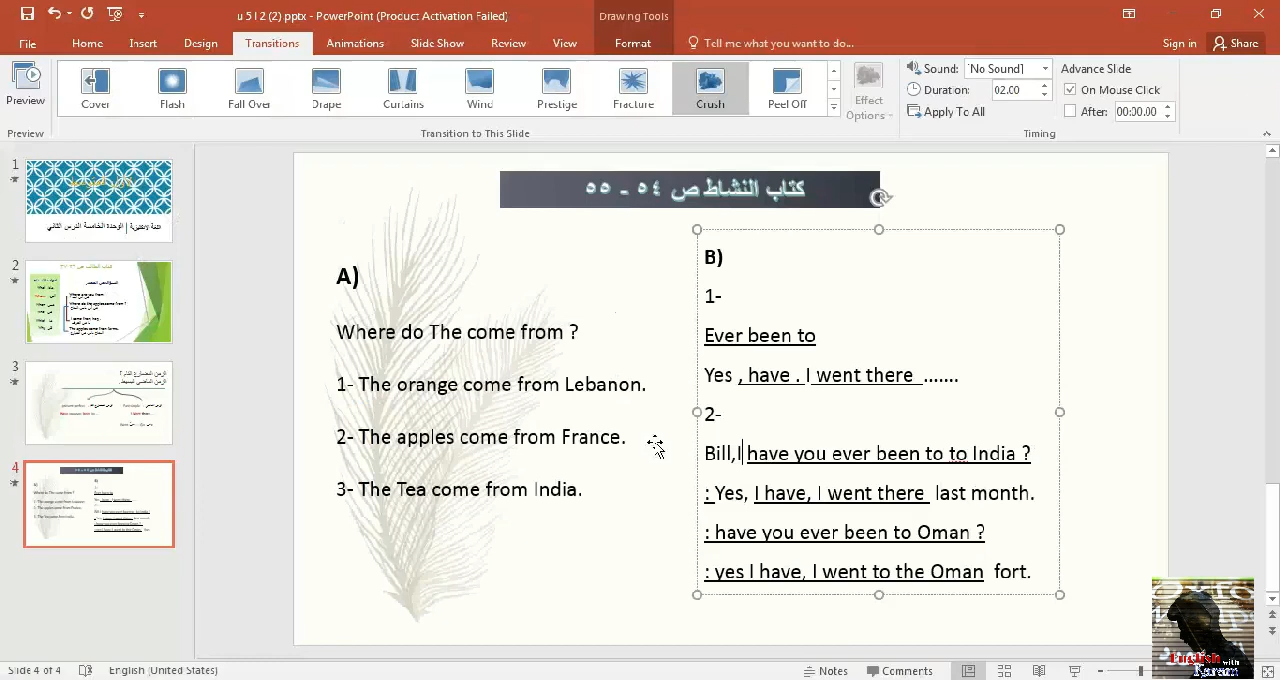 u 5 l 2 (2).pptx - PowerPoint (Product Activation Failed)
Drawing Tools
File
Home
Insert
Design
Transitions
Animations
Slide Show
Review
View
Format
Tell me what you want to do...
Sign in
Share
Preview
Cover
Flash
Fall Over
Drape
Curtains
Wind
Prestige
Fracture
Crush
Peel Off
Effect
Options
Sound:
[No Sound]
Duration:
02.00
Apply To All
Advance Slide
On Mouse Click
After:
00:00.00
Preview
Transition to This Slide
Timing
1
2
3
4
كتاب النشاط ص ٥٤ - ٥٥
A)
Where do The come from ?
1- The orange come from Lebanon.
2- The apples come from France.
3- The Tea come from India.
B)
1-
Ever been to
Yes , have . I went there .......
2-
Bill,I have you ever been to to India ?
: Yes, I have, I went there last month.
: have you ever been to Oman ?
: yes I have, I went to the Oman fort.
English with
Karam
Slide 4 of 4
English (United States)
Notes
Comments